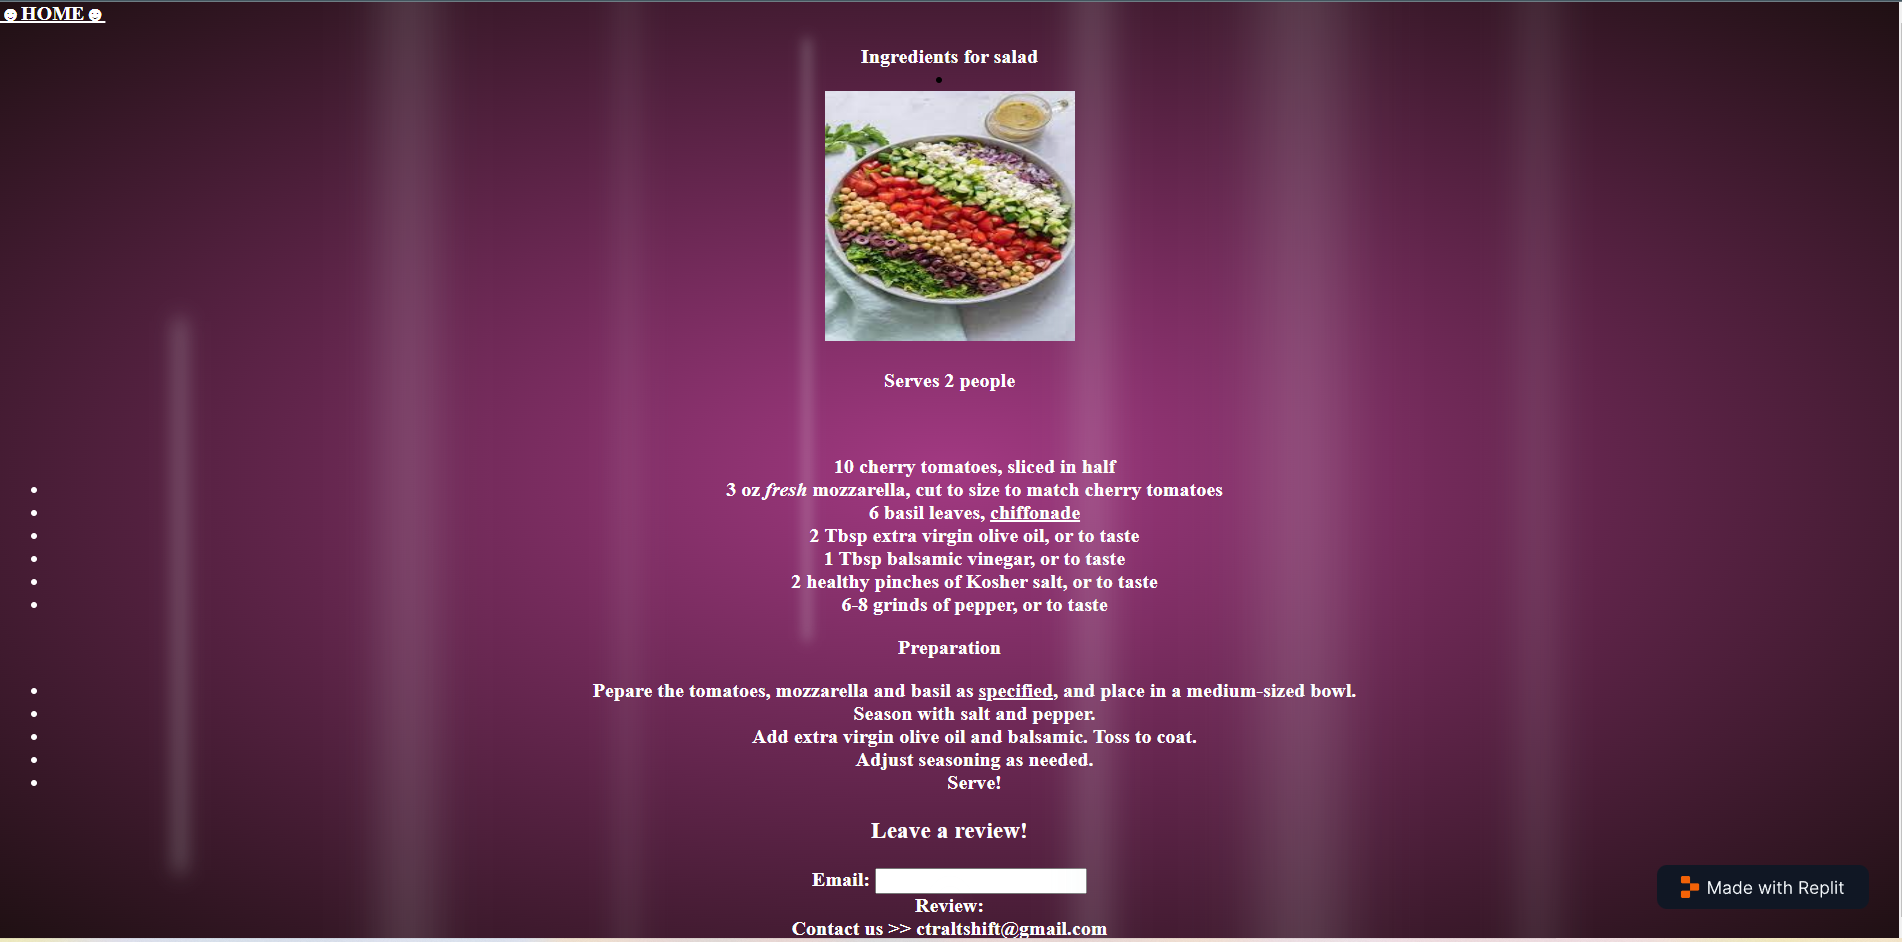 ☻HOME☻
Ingredients for salad
Serves 2 people
10 cherry tomatoes, sliced in half
3 oz fresh mozzarella, cut to size to match cherry tomatoes
6 basil leaves, chiffonade
2 Tbsp extra virgin olive oil, or to taste
1 Tbsp balsamic vinegar, or to taste
2 healthy pinches of Kosher salt, or to taste
6-8 grinds of pepper, or to taste
Preparation
Pepare the tomatoes, mozzarella and basil as specified, and place in a medium-sized bowl.
Season with salt and pepper.
Add extra virgin olive oil and balsamic. Toss to coat.
Adjust seasoning as needed.
Serve!
Leave a review!
Email:
Review:
Contact us >> ctraltshift@gmail.com
Made with Replit